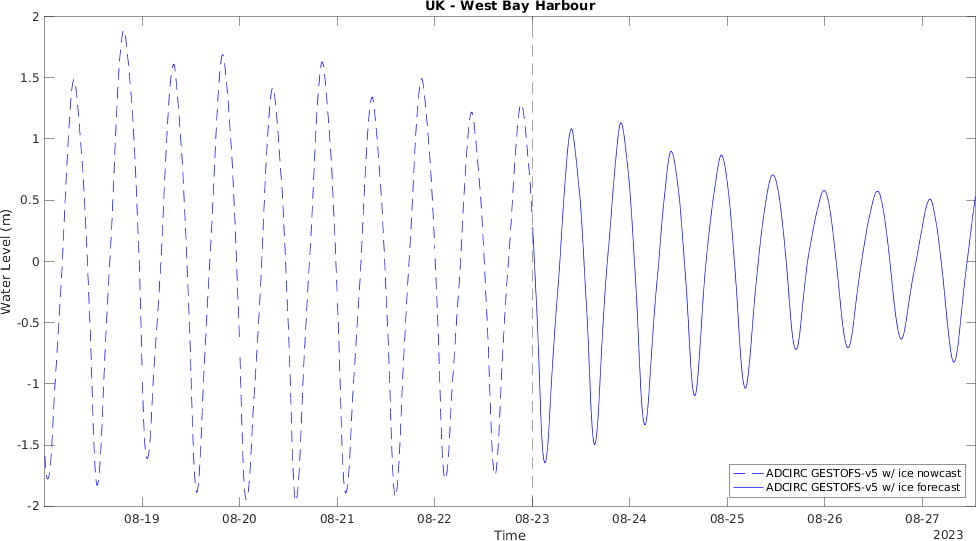 UK - West Bay Harbour
2
1.5
1
0.5
0
-0.5
-1
-1.5
-2
Water Level (m)
ADCIRC GESTOFS-v5 w/ ice nowcast
ADCIRC GESTOFS-v5 w/ ice forecast
08-19 08-20 08-21 08-22 08-23 08-24 08-25 08-26 08-27
Time
2023